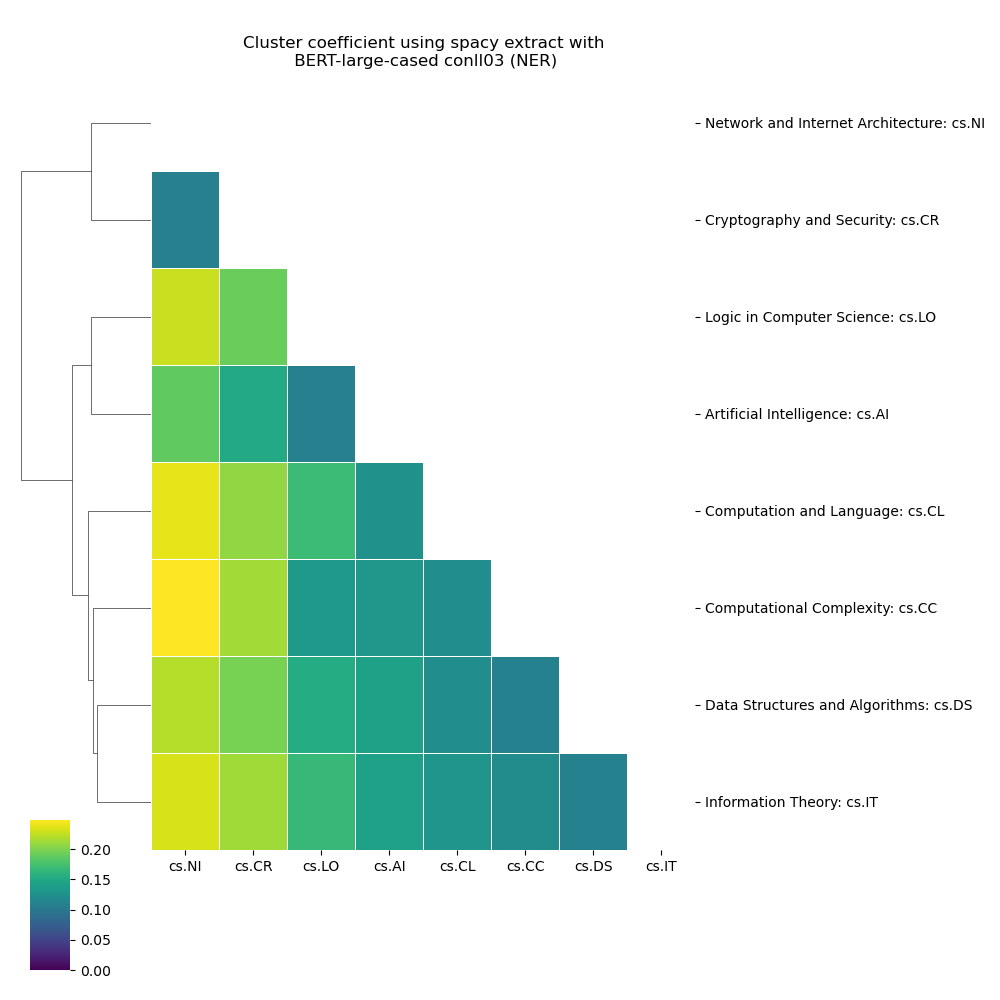 Cluster coefficient using spacy extract with
BERT-large-cased conll03 (NER)
Network and Internet Architecture: cs.NI
Cryptography and Security: cs.CR
Logic in Computer Science: cs.LO
Artificial Intelligence: cs.AI
Computation and Language: cs.CL
Computational Complexity: cs.CC
Data Structures and Algorithms: cs.DS
Information Theory: cs.IT
cs.NI cs.CR cs.LO cs.AI cs.CL cs.CC cs.DS cs.IT
0.20
0.15
0.10
0.05
0.00